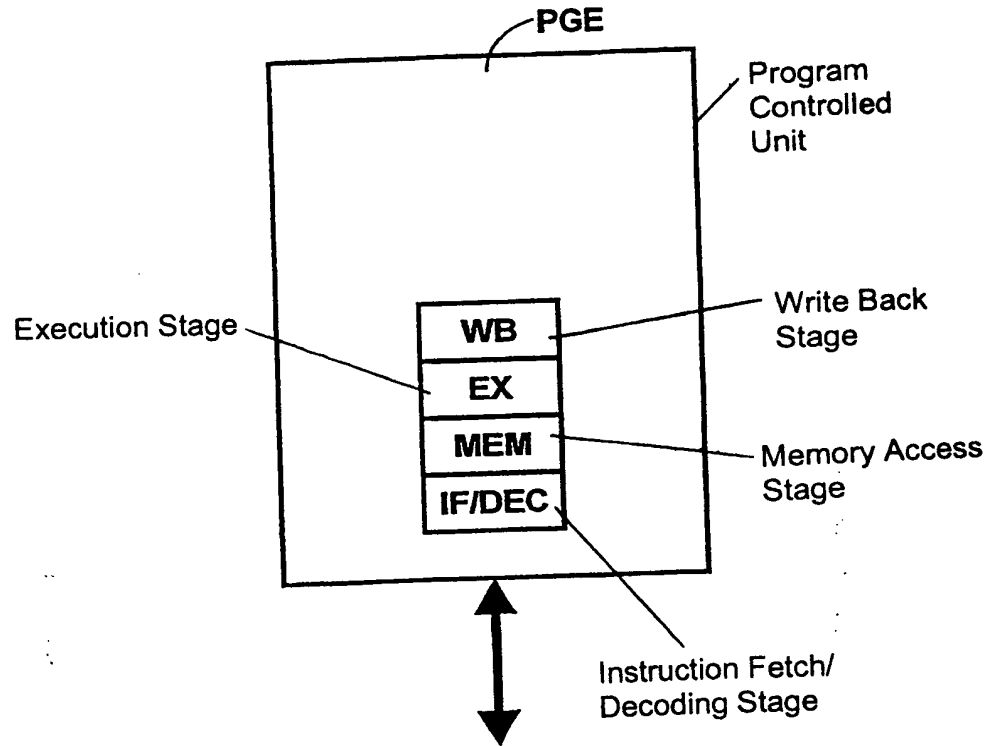 PGE
Program
Controlled
Unit
Execution Stage
WB
EX
MEM
IF/DEC
Write Back
Stage
Memory Access
Stage
Instruction Fetch/
Decoding Stage